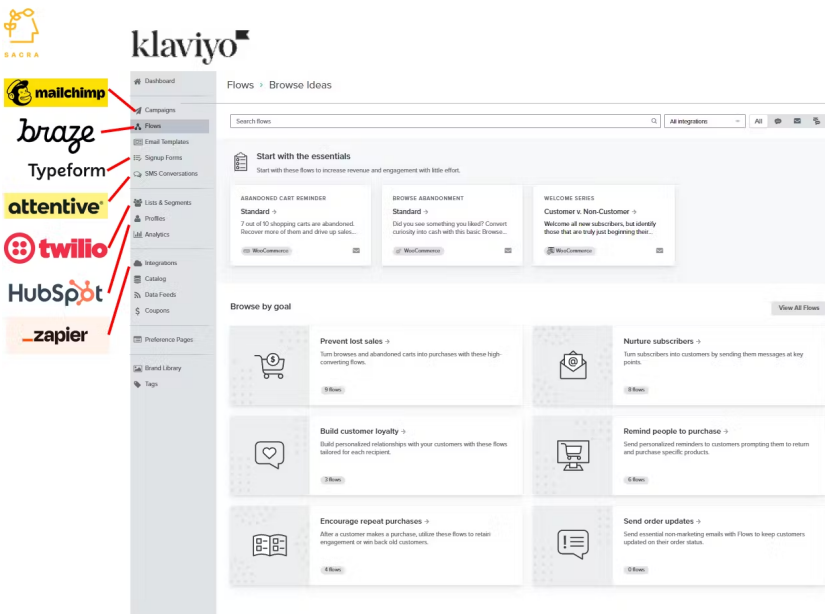 SACRA
klaviyo
mailchimp
braze
Typeform
attentive
twilio
HubSpot
zapier
Dashboard
Campaigns
Flows
Email Templates
Signup Forms
SMS Conversations
Lists & Segments
Profiles
Analytics
Integrations
Catalog
Data Feeds
Coupons
Preference Pages
Brand Library
Tags
Flows › Browse Ideas
Search flows
All integrations
All
Start with the essentials
Start with these flows to increase revenue and engagement with little effort.
ABANDONED CART REMINDER
Standard →
7 out of 10 shopping carts are abandoned.
Recover more of them and drive up sales...
WooCommerce
BROWSE ABANDONMENT
Standard →
Did you see something you liked? Convert
curiosity into cash with this basic Browse...
WooCommerce
WELCOME SERIES
Customer v. Non-Customer →
Welcome all new subscribers, but identify
those that are truly just beginning their...
WooCommerce
Browse by goal
View All Flows
Prevent lost sales →
Turn browses and abandoned carts into purchases with these high-
converting flows.
9 flows
Nurture subscribers →
Turn subscribers into customers by sending them messages at key
points.
8 flows
Build customer loyalty →
Build personalized relationships with your customers with these flows
tailored for each recipient.
3 flows
Remind people to purchase →
Send personalized reminders to customers prompting them to return
and purchase specific products.
6 flows
Encourage repeat purchases →
After a customer makes a purchase, utilize these flows to retain
engagement or win back old customers.
4 flows
Send order updates →
Send essential non-marketing emails with Flows to keep customers
updated on their order status.
0 flows